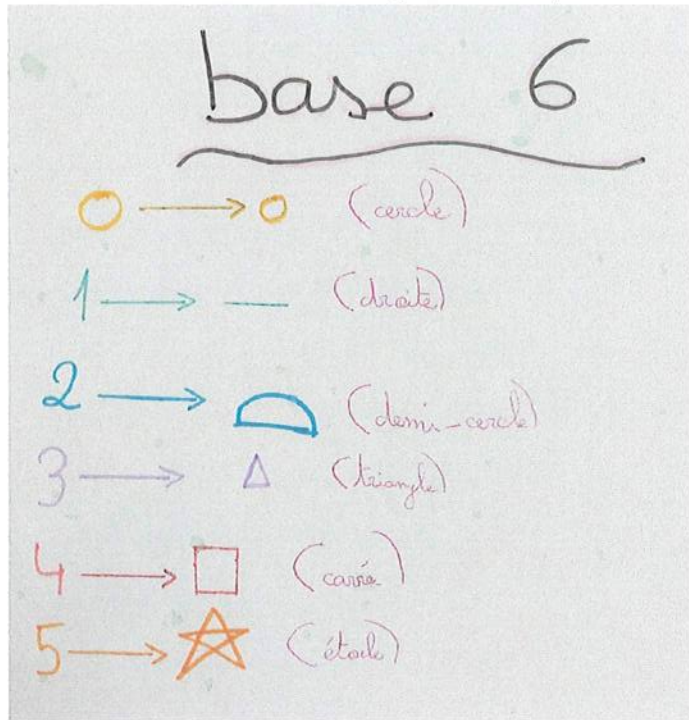 base 6
0 → ○ (cercle)
1 → — (droite)
2 → (demi-cercle)
3 → △ (triangle)
4 → □ (carré)
5 → ☆ (étoile)